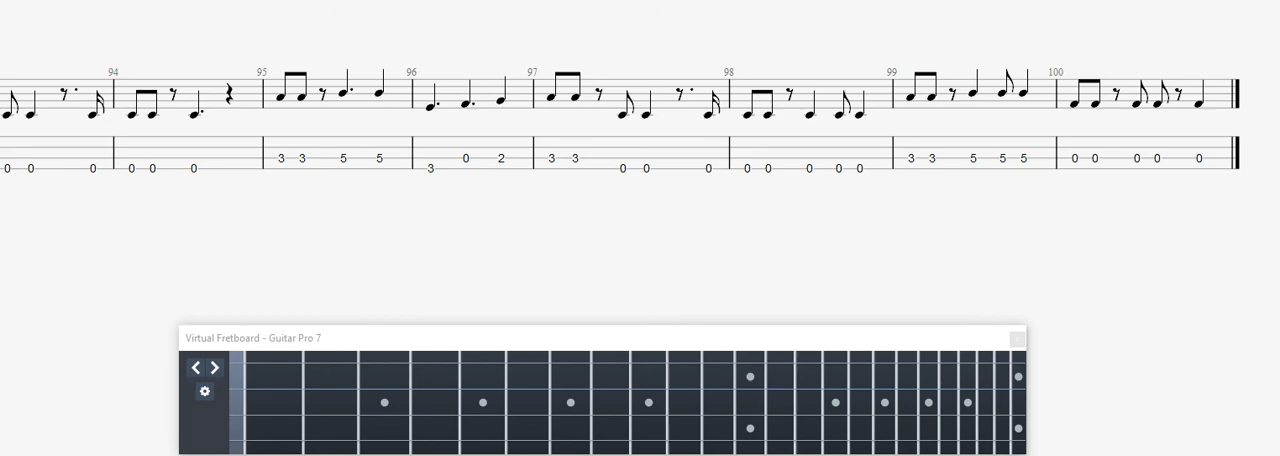 94 95 96 97 98 99 100
3 3 5 5 0 2 3 3 3 3 5 5 5 0 0 0 0 0
0 0 0 0 0 0 3 0 0 0 0 0 0 0 0
Virtual Fretboard - Guitar Pro 7